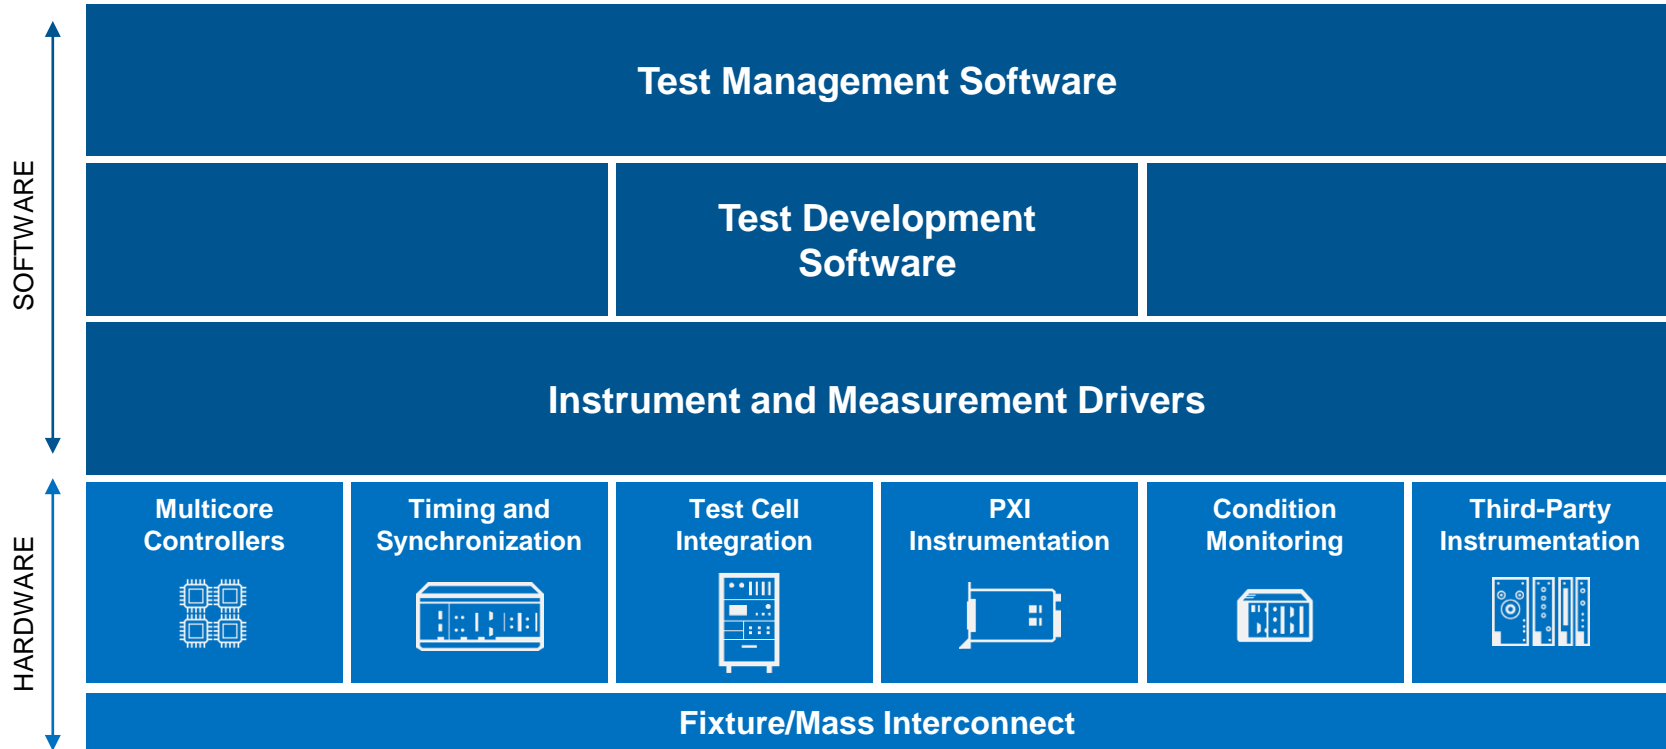 SOFTWARE
Test Management Software
Test Development
Software
Instrument and Measurement Drivers
HARDWARE
Multicore
Controllers
Timing and
Synchronization
Test Cell
Integration
PXI
Instrumentation
Condition
Monitoring
Third-Party
Instrumentation
Fixture/Mass Interconnect